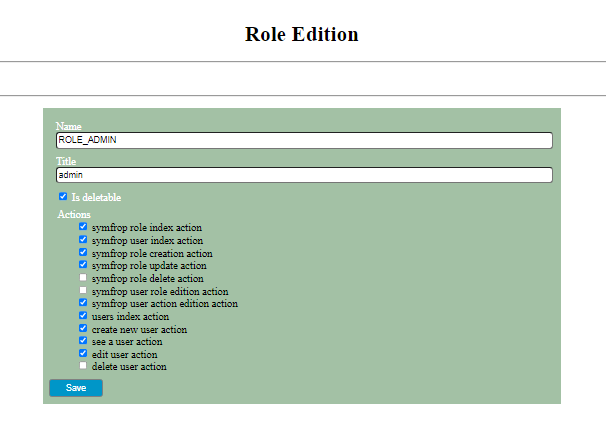 Role Edition
Name
ROLE_ADMIN
Title
admin
Is deletable
Actions
symfrop role index action
symfrop user index action
symfrop role creation action
symfrop role update action
symfrop role delete action
symfrop user role edition action
symfrop user action edition action
users index action
create new user action
see a user action
edit user action
delete user action
Save